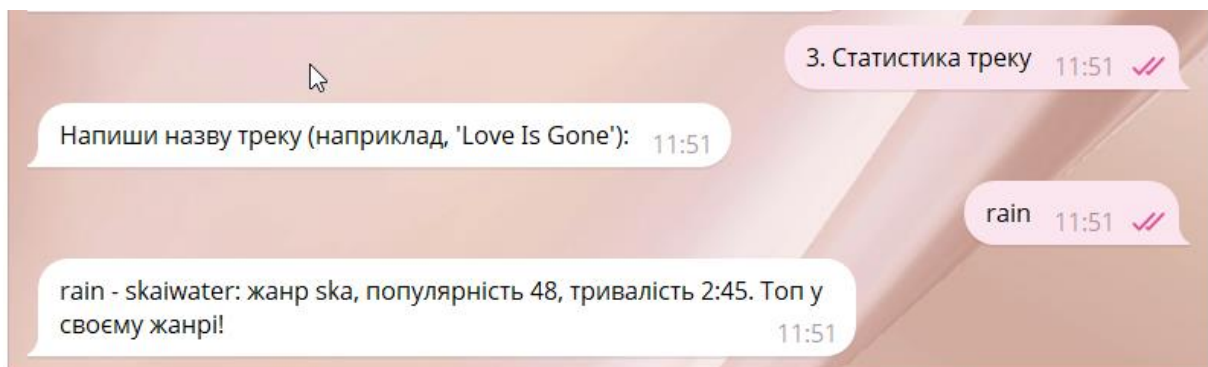 3. Статистика треку 11:51
Напиши назву треку (наприклад, 'Love Is Gone'): 11:51
rain 11:51
rain - skaiwater: жанр ska, популярність 48, тривалість 2:45. Топ у
своєму жанрі! 11:51